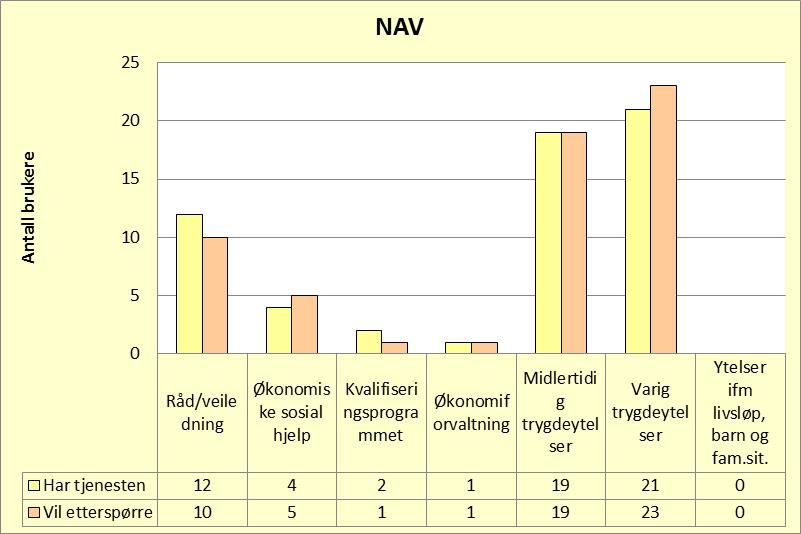 NAV
25
20
15
10
5
0
Antall brukere
Råd/veile
dning
Økonomis
ke sosial
hjelp
Kvalifiseri
ngsprogra
mmet
Økonomif
orvaltning
Midlertidi
g
trygdeytel
ser
Varig
trygdeytel
ser
Ytelser
ifm
livsløp,
barn og
fam.sit.
Har tjenesten 12 4 2 1 19 21 0
Vil etterspørre 10 5 1 1 19 23 0